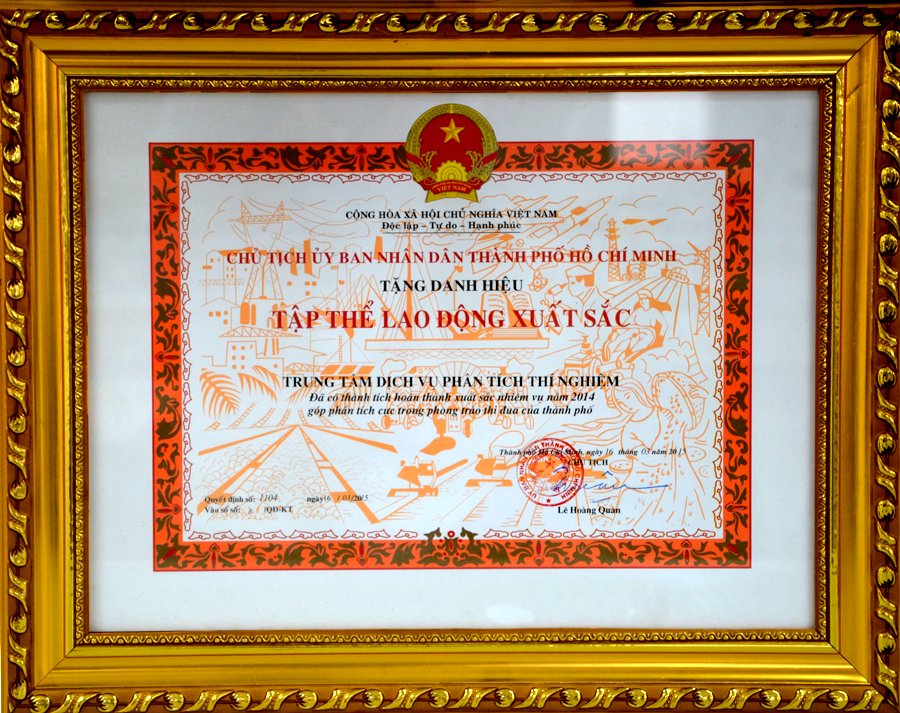 VIỆT NAM
CỘNG HÒA XÃ HỘI CHỦ NGHĨA VIỆT NAM
Độc lập – Tự do – Hạnh phúc
CHỦ TỊCH ỦY BAN NHÂN DÂN THÀNH PHỐ HỒ CHÍ MINH
TẶNG DANH HIỆU
TẬP THỂ LAO ĐỘNG XUẤT SẮC
TRUNG TÂM DỊCH VỤ PHÂN TÍCH THÍ NGHIỆM
Đã có thành tích hoàn thành xuất sắc nhiệm vụ năm 2014
góp phần tích cực trong phong trào thi đua của thành phố
Thành phố Hồ Chí Minh, ngày 16 tháng 03 năm 2015
CHỦ TỊCH
Quyết định số: 1104 ngày 16 / 03/2015
Vào sổ số: /QĐ-KT
Lê Hoàng Quân